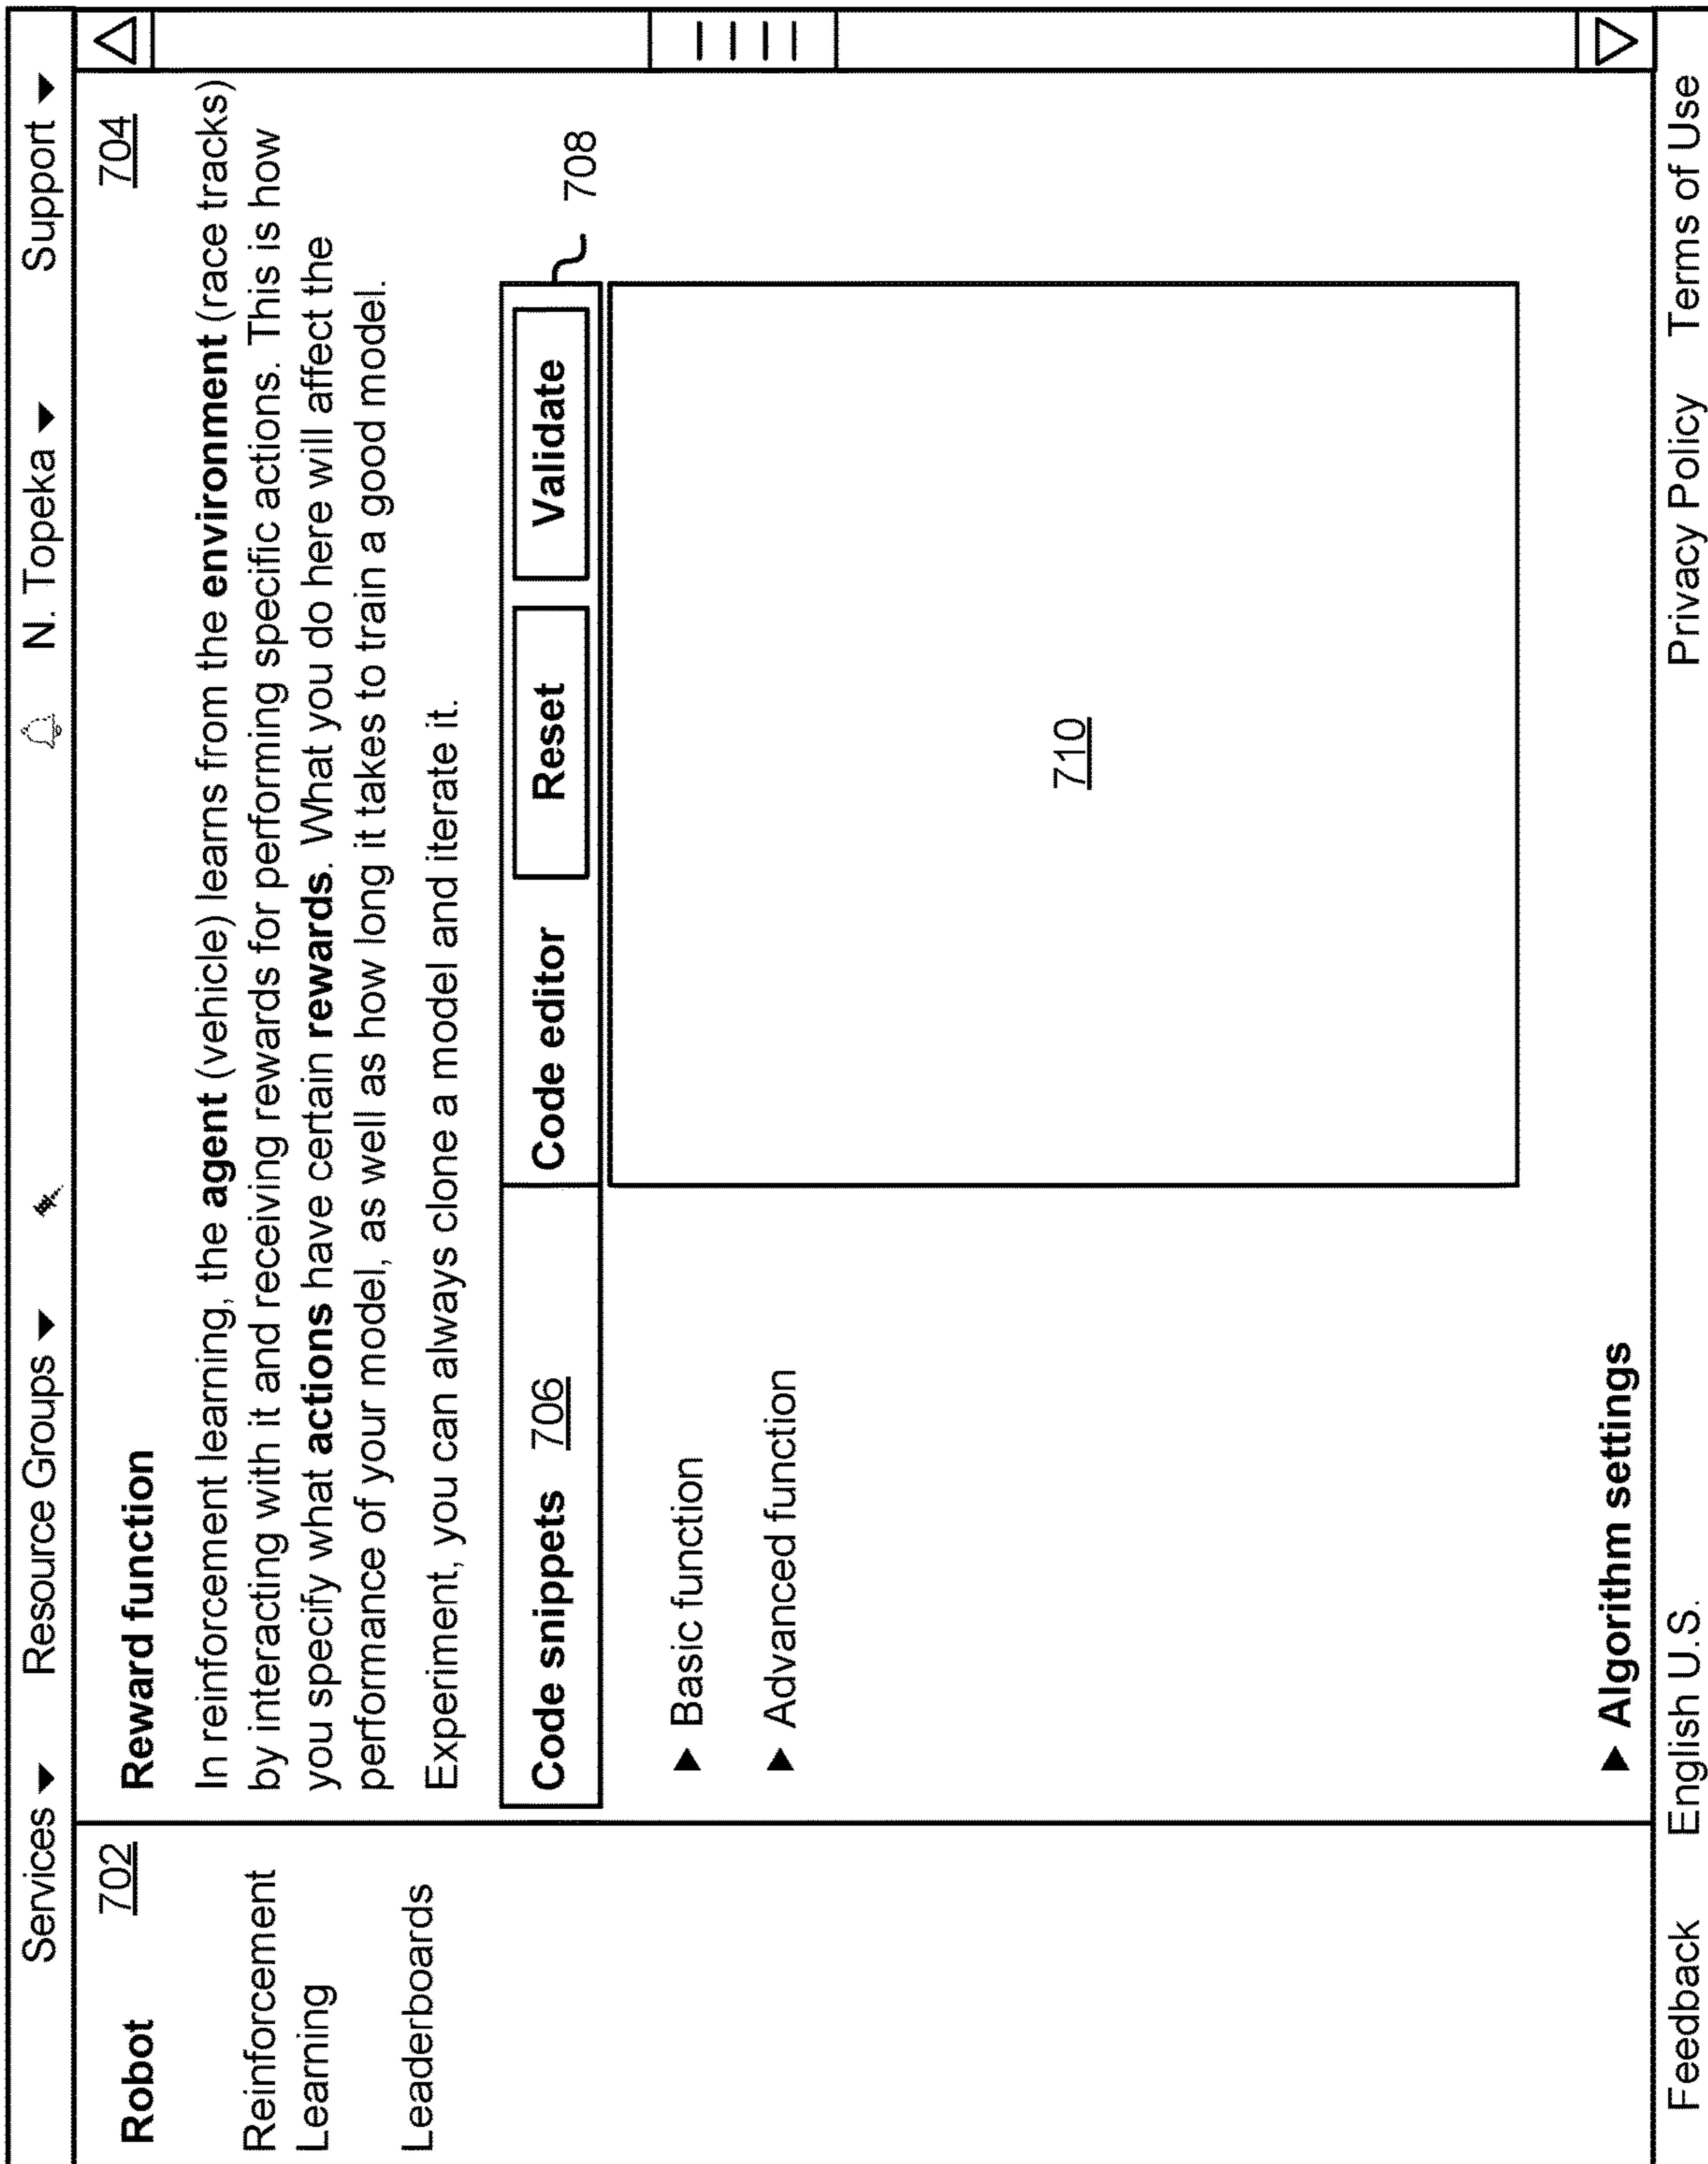 Services Resource Groups N. Topeka Support
Robot 702
Reinforcement
Learning
Leaderboards
Reward function 704
In reinforcement learning, the agent (vehicle) learns from the environment (race tracks)
by interacting with it and receiving rewards for performing specific actions. This is how
you specify what actions have certain rewards. What you do here will affect the
performance of your model, as well as how long it takes to train a good model.
Experiment, you can always clone a model and iterate it.
Code snippets 706 Code editor Reset Validate 708
Basic function
Advanced function
710
Algorithm settings
Feedback English U.S. Privacy Policy Terms of Use